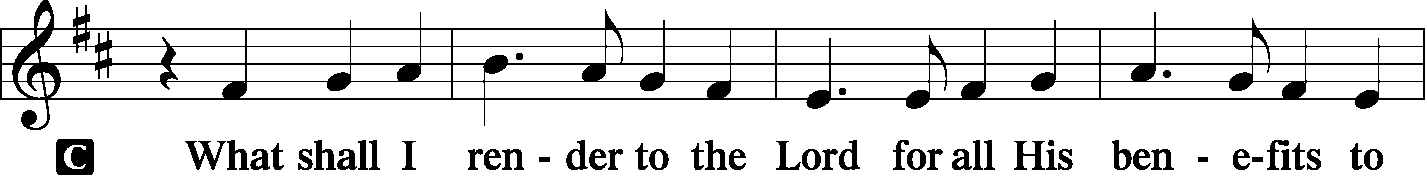 C What shall I ren - der to the Lord for all His ben - e-fits to